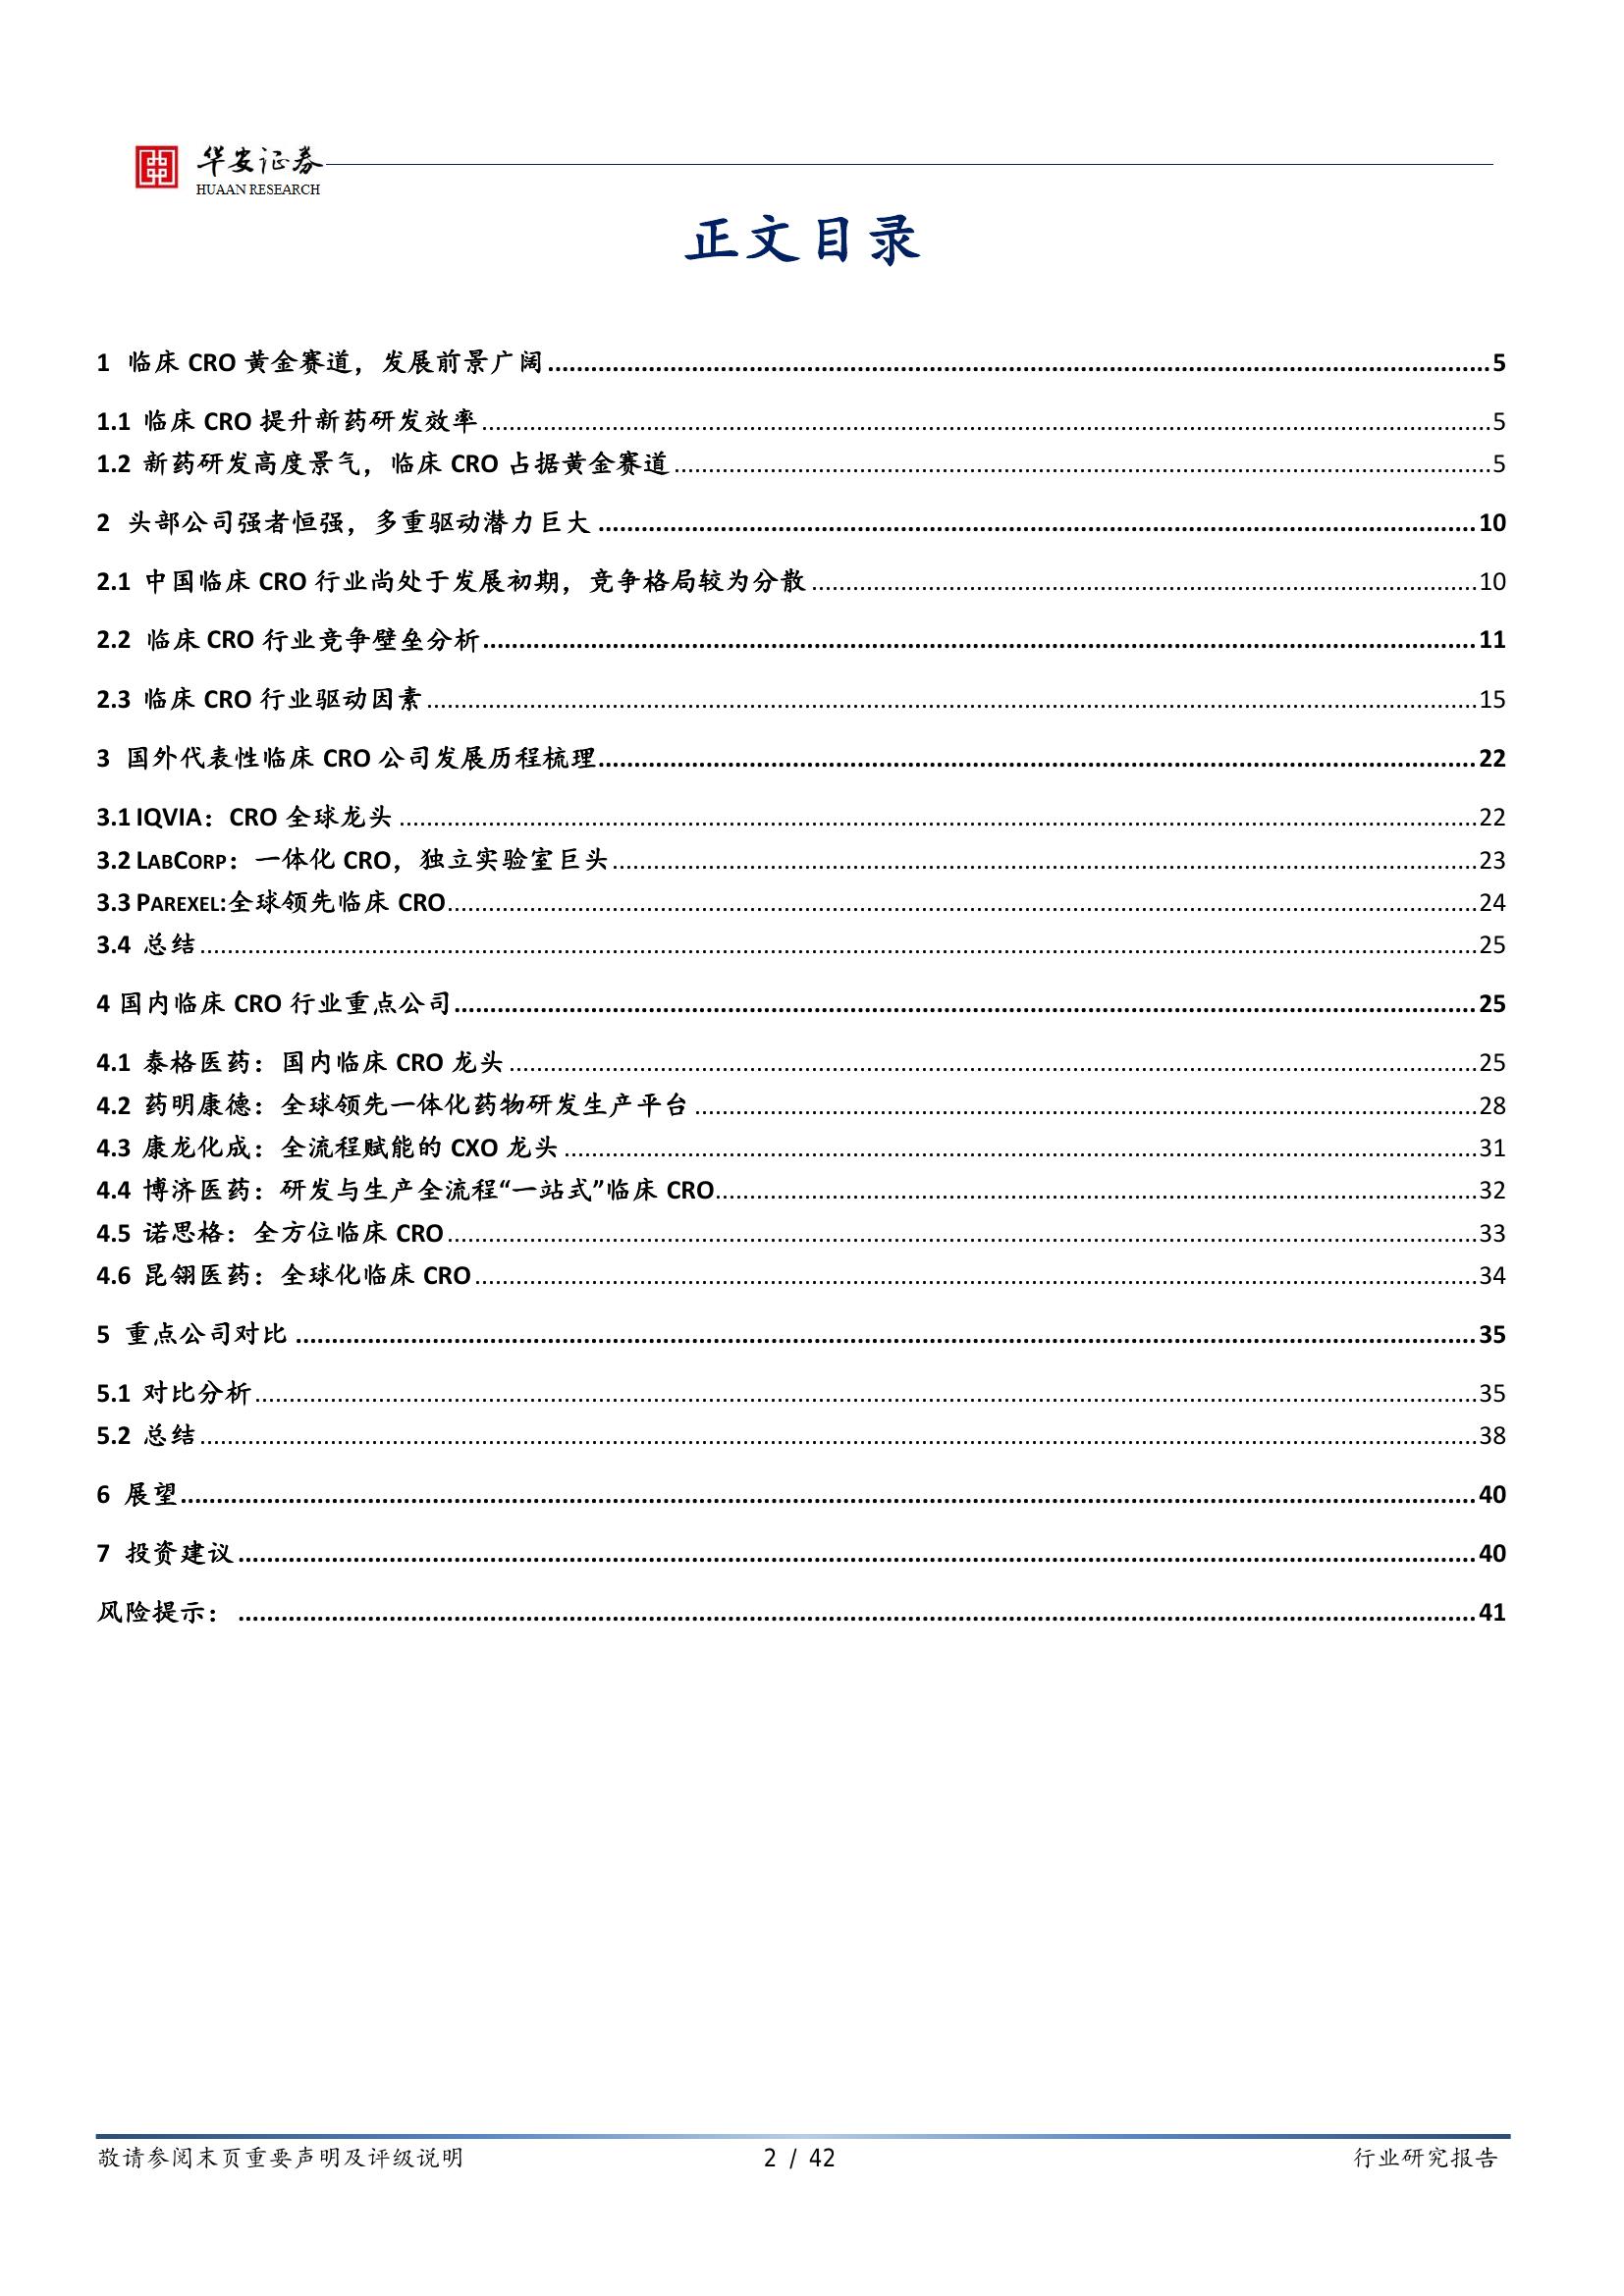 华安证券
HUAAN RESEARCH
正文目录
1 临床 CRO 黄金赛道，发展前景广阔........5
1.1 临床 CRO 提升新药研发效率........5
1.2 新药研发高度景气，临床 CRO 占据黄金赛道........5
2 头部公司强者恒强，多重驱动潜力巨大........10
2.1 中国临床 CRO 行业尚处于发展初期，竞争格局较为分散........10
2.2 临床 CRO 行业竞争壁垒分析........11
2.3 临床 CRO 行业驱动因素........15
3 国外代表性临床 CRO 公司发展历程梳理........22
3.1 IQVIA：CRO 全球龙头........22
3.2 LABCORP：一体化 CRO，独立实验室巨头........23
3.3 PAREXEL:全球领先临床 CRO........24
3.4 总结........25
4 国内临床 CRO 行业重点公司........25
4.1 泰格医药：国内临床 CRO 龙头........25
4.2 药明康德：全球领先一体化药物研发生产平台........28
4.3 康龙化成：全流程赋能的 CXO 龙头........31
4.4 博济医药：研发与生产全流程“一站式”临床 CRO........32
4.5 诺思格：全方位临床 CRO........33
4.6 昆翎医药：全球化临床 CRO........34
5 重点公司对比........35
5.1 对比分析........35
5.2 总结........38
6 展望........40
7 投资建议........40
风险提示：........41
敬请参阅末页重要声明及评级说明 2 / 42 行业研究报告